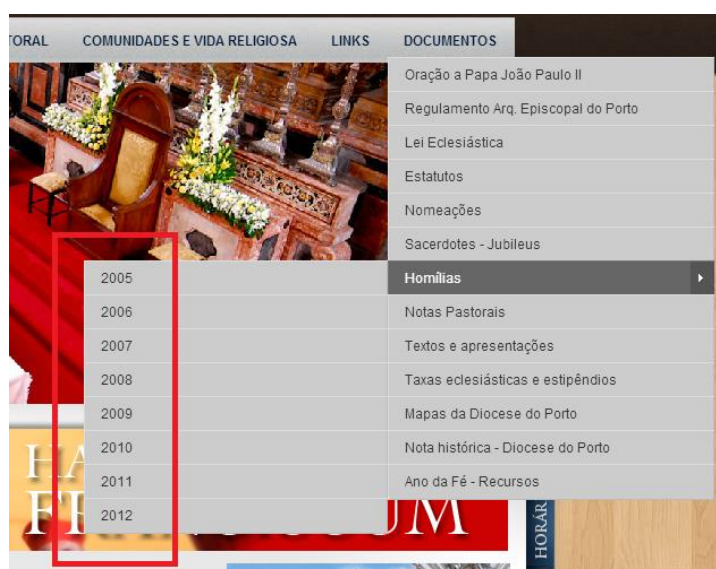 TORAL COMUNIDADES E VIDA RELIGIOSA LINKS DOCUMENTOS
Oração a Papa João Paulo II
Regulamento Arq. Episcopal do Porto
Lei Eclesiástica
Estatutos
Nomeações
Sacerdotes - Jubileus
Homílias
Notas Pastorais
Textos e apresentações
Taxas eclesiásticas e estipêndios
Mapas da Diocese do Porto
Nota histórica - Diocese do Porto
Ano da Fé - Recursos
2005
2006
2007
2008
2009
2010
2011
2012
HORÁR